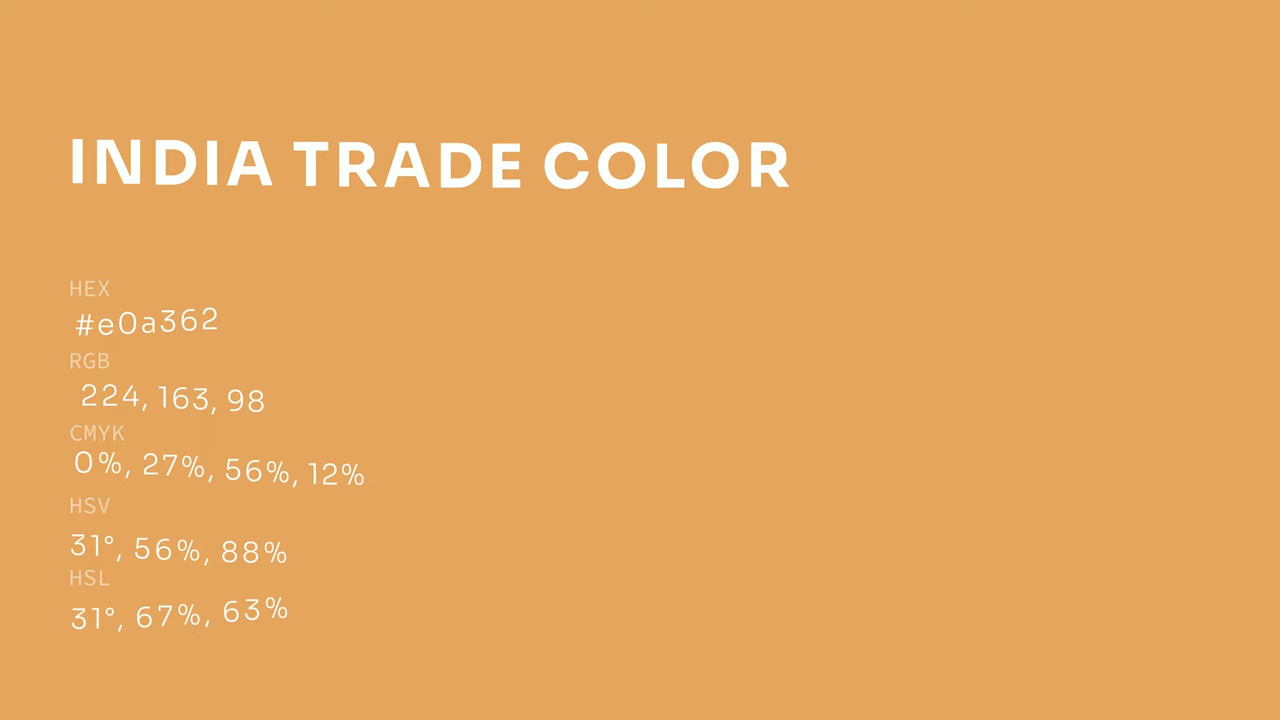 INDIA TRADE COLOR
HEX
#e0a362
RGB
224, 163, 98
CMYK
0%, 27%, 56%, 12%
HSV
31°, 56%, 88%
HSL
31°, 67%, 63%